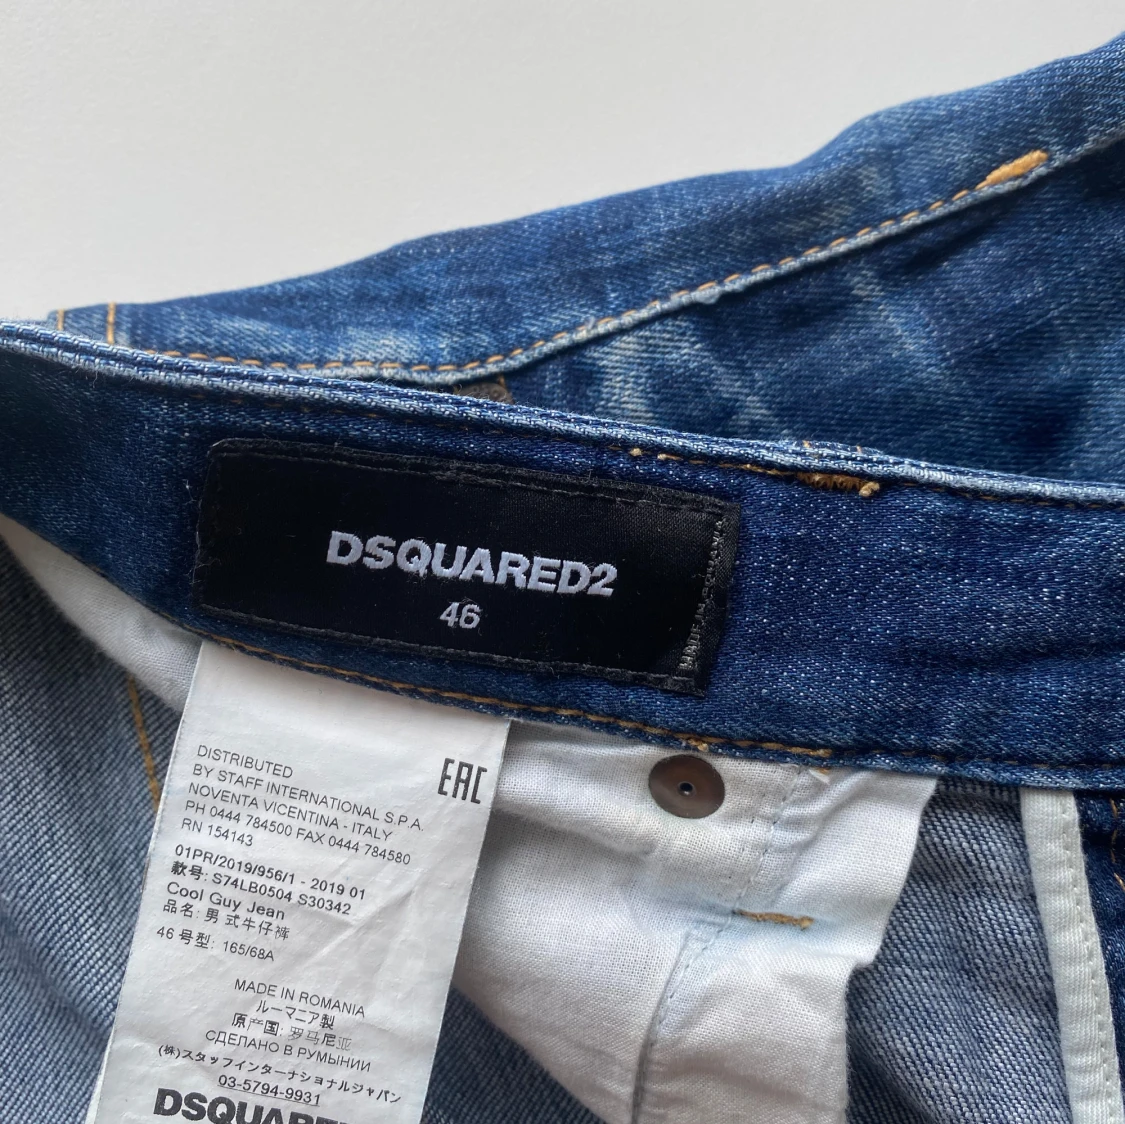 DSQUARED2
46
MADE IN ROMANIA
DISTRIBUTED
BY STAFF INTERNATIONAL S.P.A.
NOVENTA VICENTINA - ITALY
PH 0444 784500 FAX 0444 784580
RN 154143
EAC
01PR/2019/956/1 - 2019 01
款号: S74LB0504 S30342
Cool Guy Jean
品名: 男式牛仔裤
46 号型: 165/68A
MADE IN ROMANIA
ルーマニア製
原产国: 罗马尼亚
СДЕЛАНО В РУМЫНИИ
(株)スタッフインターナショナルジャパン
03-5794-9931
DSQUARED